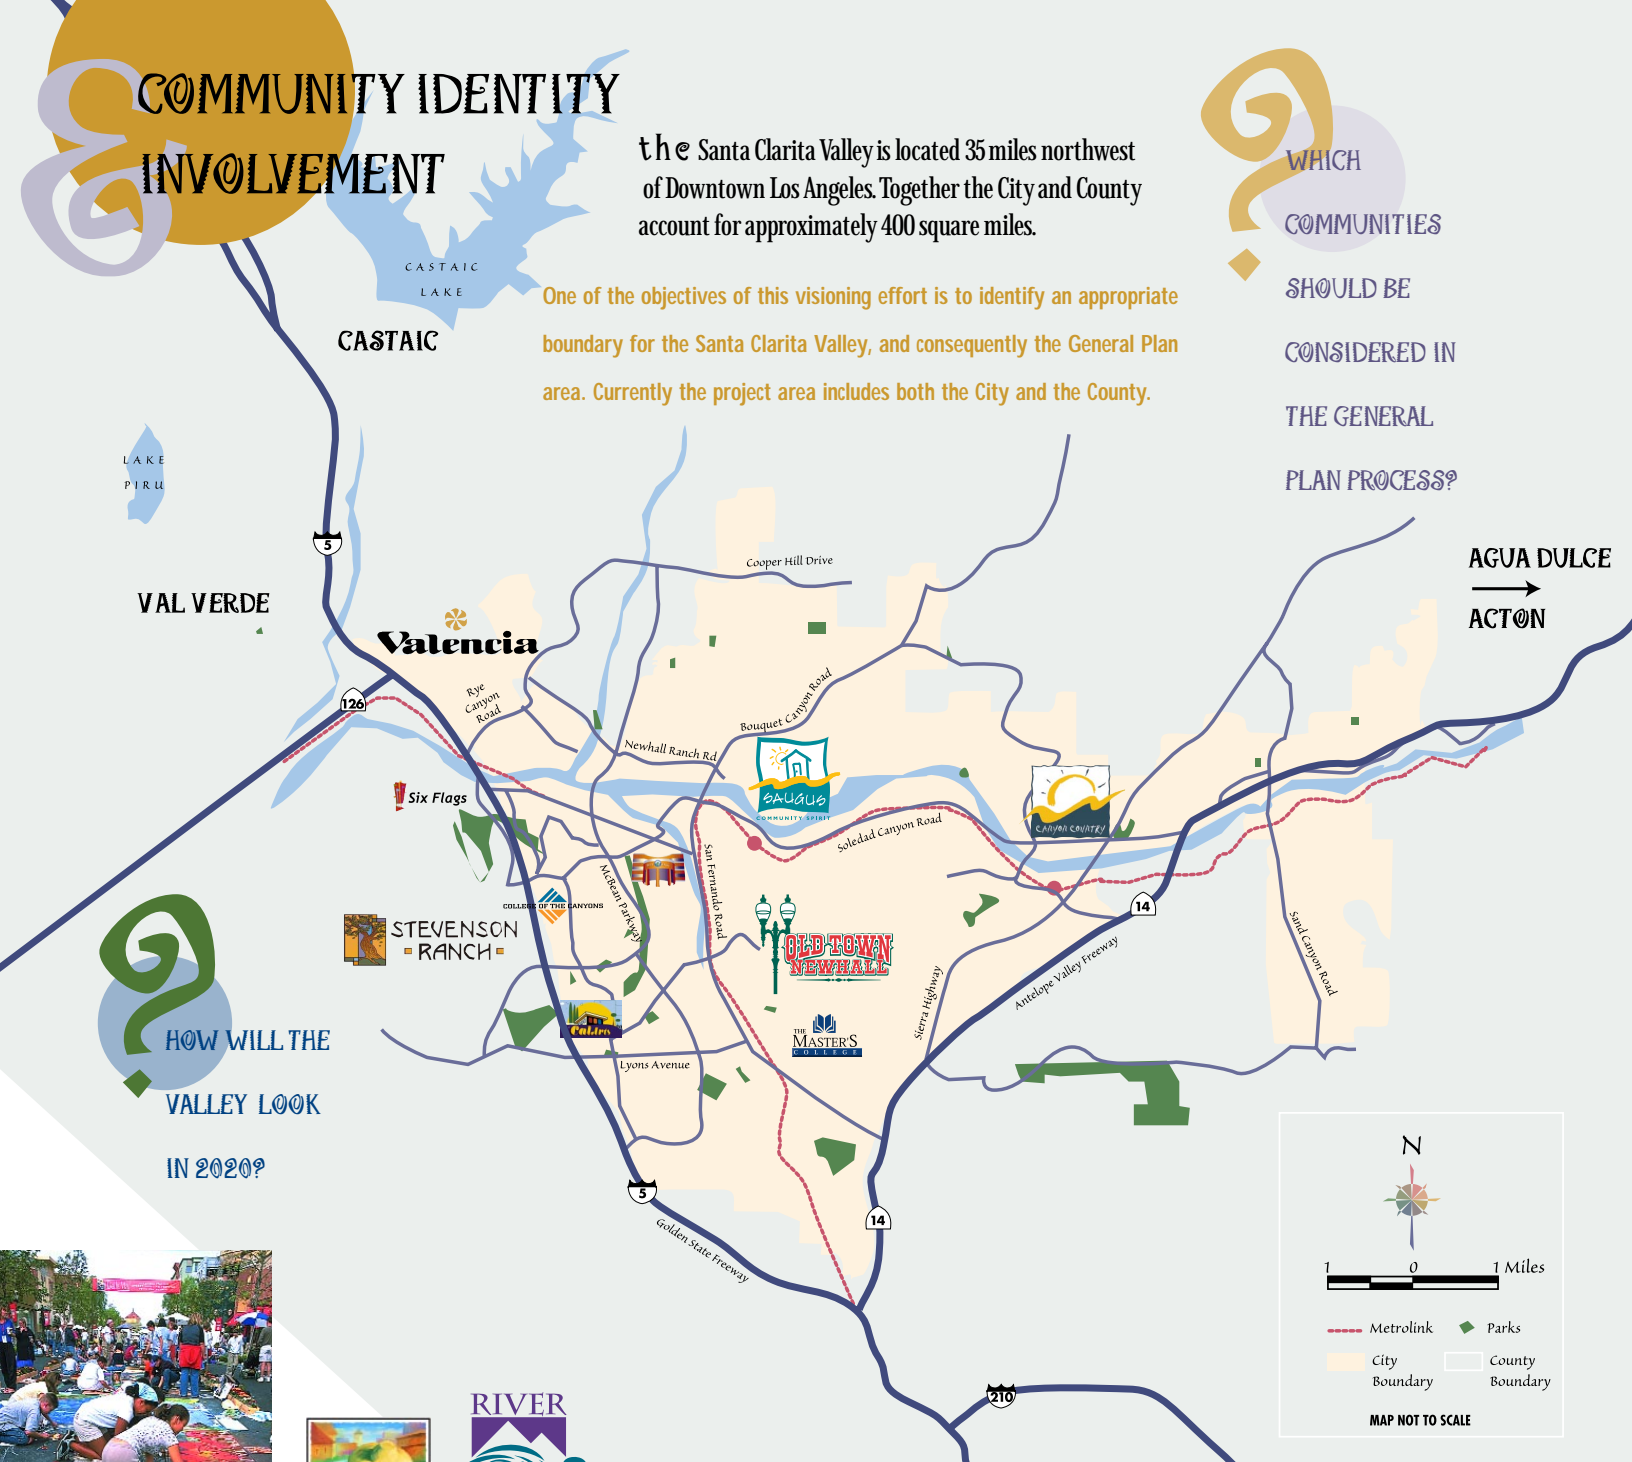 &
COMMUNITY IDENTITY
INVOLVEMENT
the Santa Clarita Valley is located 35 miles northwest
of Downtown Los Angeles. Together the City and County
account for approximately 400 square miles.
One of the objectives of this visioning effort is to identify an appropriate
boundary for the Santa Clarita Valley, and consequently the General Plan
area. Currently the project area includes both the City and the County.
?
WHICH
COMMUNITIES
SHOULD BE
CONSIDERED IN
THE GENERAL
PLAN PROCESS?
CASTAIC
LAKE
CASTAIC
LAKE
PIRU
5
VAL VERDE
AGUA DULCE
ACTON
Cooper Hill Drive
Valencia
126
Rye
Canyon
Road
Bouquet Canyon Road
Newhall Ranch Rd
SAUGUS
COMMUNITY SPIRIT
CANYON COUNTRY
Six Flags
Soledad Canyon Road
San Fernando Road
McBean Parkway
COLLEGE OF THE CANYONS
STEVENSON
RANCH
OLD TOWN
NEWHALL
14
Sand Canyon Road
Antelope Valley Freeway
Sierra Highway
CalArts
THE
MASTER'S
COLLEGE
Lyons Avenue
?
HOW WILL THE
VALLEY LOOK
IN 2020?
5
14
Golden State Freeway
210
N
1 0 1 Miles
Metrolink
Parks
City
Boundary
County
Boundary
MAP NOT TO SCALE
RIVER